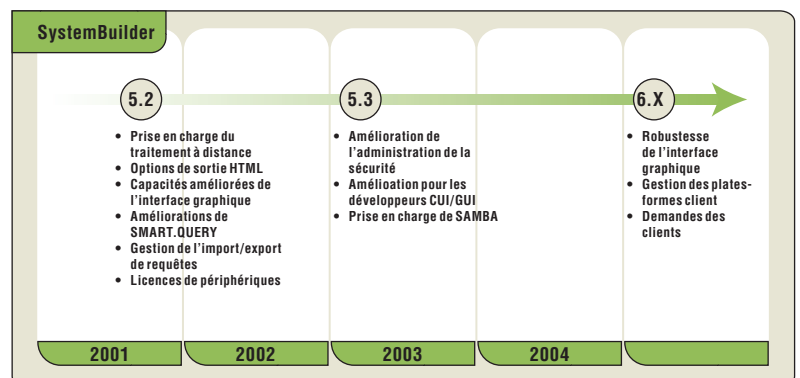 SystemBuilder
5.2
5.3
6.X
• Prise en charge du
traitement à distance
• Options de sortie HTML
• Capacités améliorées de
l'interface graphique
• Améliorations de
SMART.QUERY
• Gestion de l'import/export
de requêtes
• Licences de périphériques
• Amélioration de
l'administration de la
sécurité
• Amélioation pour les
développeurs CUI/GUI
• Prise en charge de SAMBA
• Robustesse
de l'interface
graphique
• Gestion des plates-
formes client
• Demandes des
clients
2001
2002
2003
2004